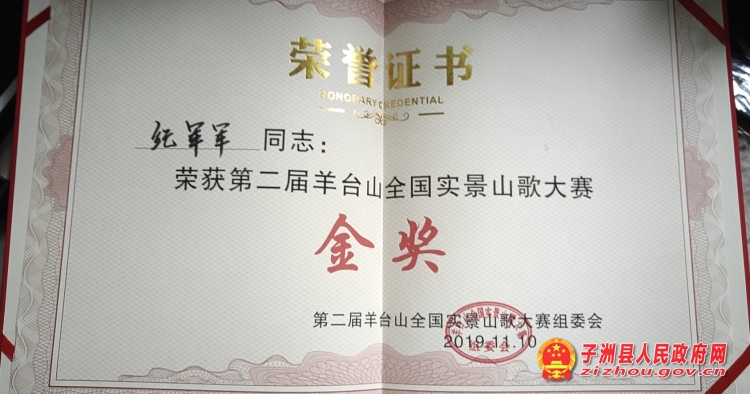 荣誉证书
HONORARY CREDENTIAL
纪军军 同志：
荣获第二届羊台山全国实景山歌大赛
金奖
第二届羊台山全国实景山歌大赛组委会
2019.11.10
组委会
子洲县人民政府网
zizhou.gov.cn